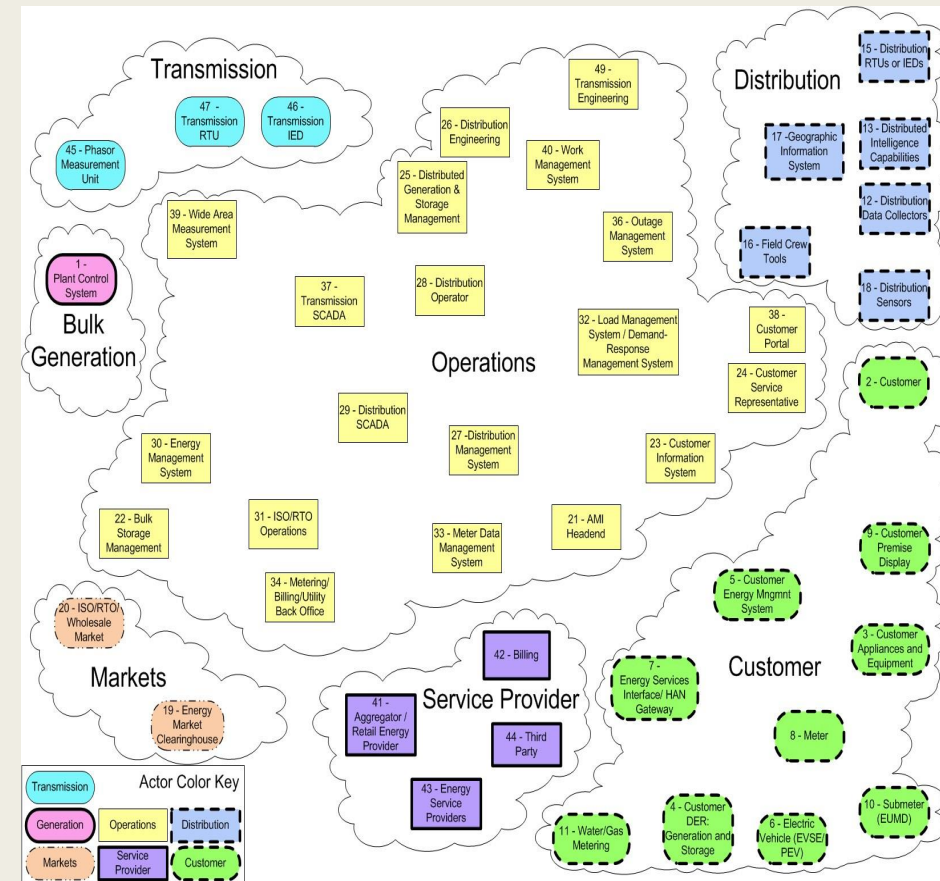 Transmission
47 -
Transmission
RTU
46 -
Transmission
IED
45 - Phasor
Measurement
Unit
1 -
Plant Control
System
Bulk
Generation
49 -
Transmission
Engineering
26 - Distribution
Engineering
40 - Work
Management
System
25 - Distributed
Generation &
Storage
Management
39 - Wide Area
Measurement
System
36 - Outage
Management
System
37 -
Transmission
SCADA
28 - Distribution
Operator
32 - Load Management
System / Demand-
Response
Management System
38 -
Customer
Portal
Operations
24 - Customer
Service
Representative
29 - Distribution
SCADA
27 -Distribution
Management
System
23 - Customer
Information
System
30 - Energy
Management
System
22 - Bulk
Storage
Management
31 - ISO/RTO
Operations
33 - Meter Data
Management
System
21 - AMI
Headend
34 - Metering/
Billing/Utility
Back Office
Distribution
15 - Distribution
RTUs or IEDs
17 -Geographic
Information
System
13 - Distributed
Intelligence
Capabilities
12 - Distribution
Data Collectors
16 - Field Crew
Tools
18 - Distribution
Sensors
2 - Customer
9 - Customer
Premise
Display
5 - Customer
Energy Mngmnt
System
3 - Customer
Appliances and
Equipment
7 -
Energy Services
Interface/ HAN
Gateway
Customer
8 - Meter
10 - Submeter
(EUMD)
4 - Customer
DER:
Generation and
Storage
6 - Electric
Vehicle (EVSE/
PEV)
11 - Water/Gas
Metering
20 - ISO/RTO/
Wholesale
Market
Markets
19 - Energy
Market
Clearinghouse
42 - Billing
Service Provider
41 -
Aggregator /
Retail Energy
Provider
44 - Third
Party
43 - Energy
Service
Providers
Actor Color Key
Transmission
Generation
Operations
Distribution
Markets
Service
Provider
Customer